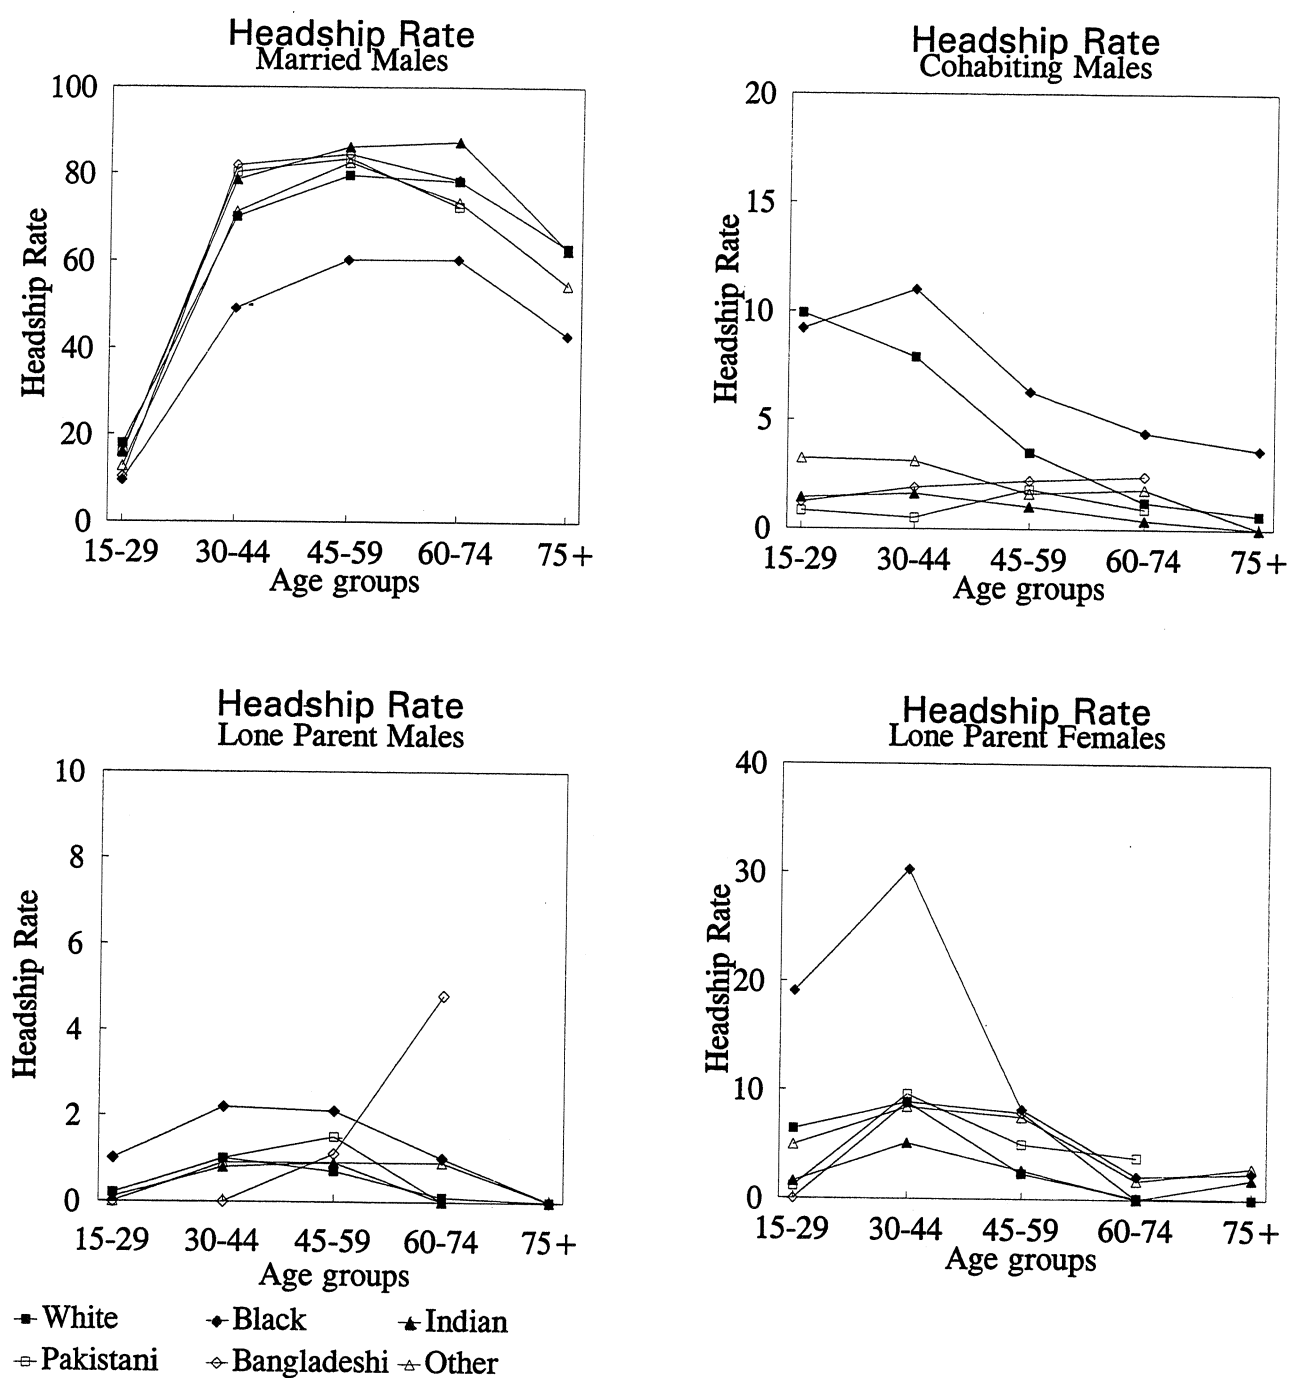 Headship Rate
Married Males
100
80
60
40
20
0
Headship Rate
15-29 30-44 45-59 60-74 75+
Age groups
Headship Rate
Cohabiting Males
20
15
10
5
0
Headship Rate
15-29 30-44 45-59 60-74 75+
Age groups
Headship Rate
Lone Parent Males
10
8
6
4
2
0
Headship Rate
15-29 30-44 45-59 60-74 75+
Age groups
Headship Rate
Lone Parent Females
40
30
20
10
0
Headship Rate
15-29 30-44 45-59 60-74 75+
Age groups
White Black Indian
Pakistani Bangladeshi Other